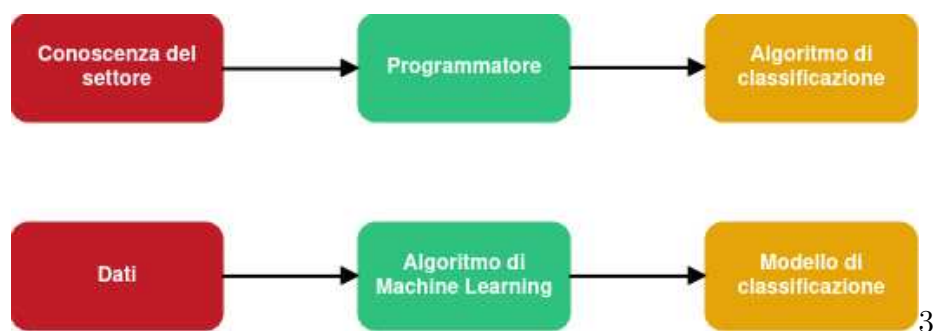 Conoscenza del
settore
Programmatore
Algoritmo di
classificazione
Dati
Algoritmo di
Machine Learning
Modello di
classificazione
3